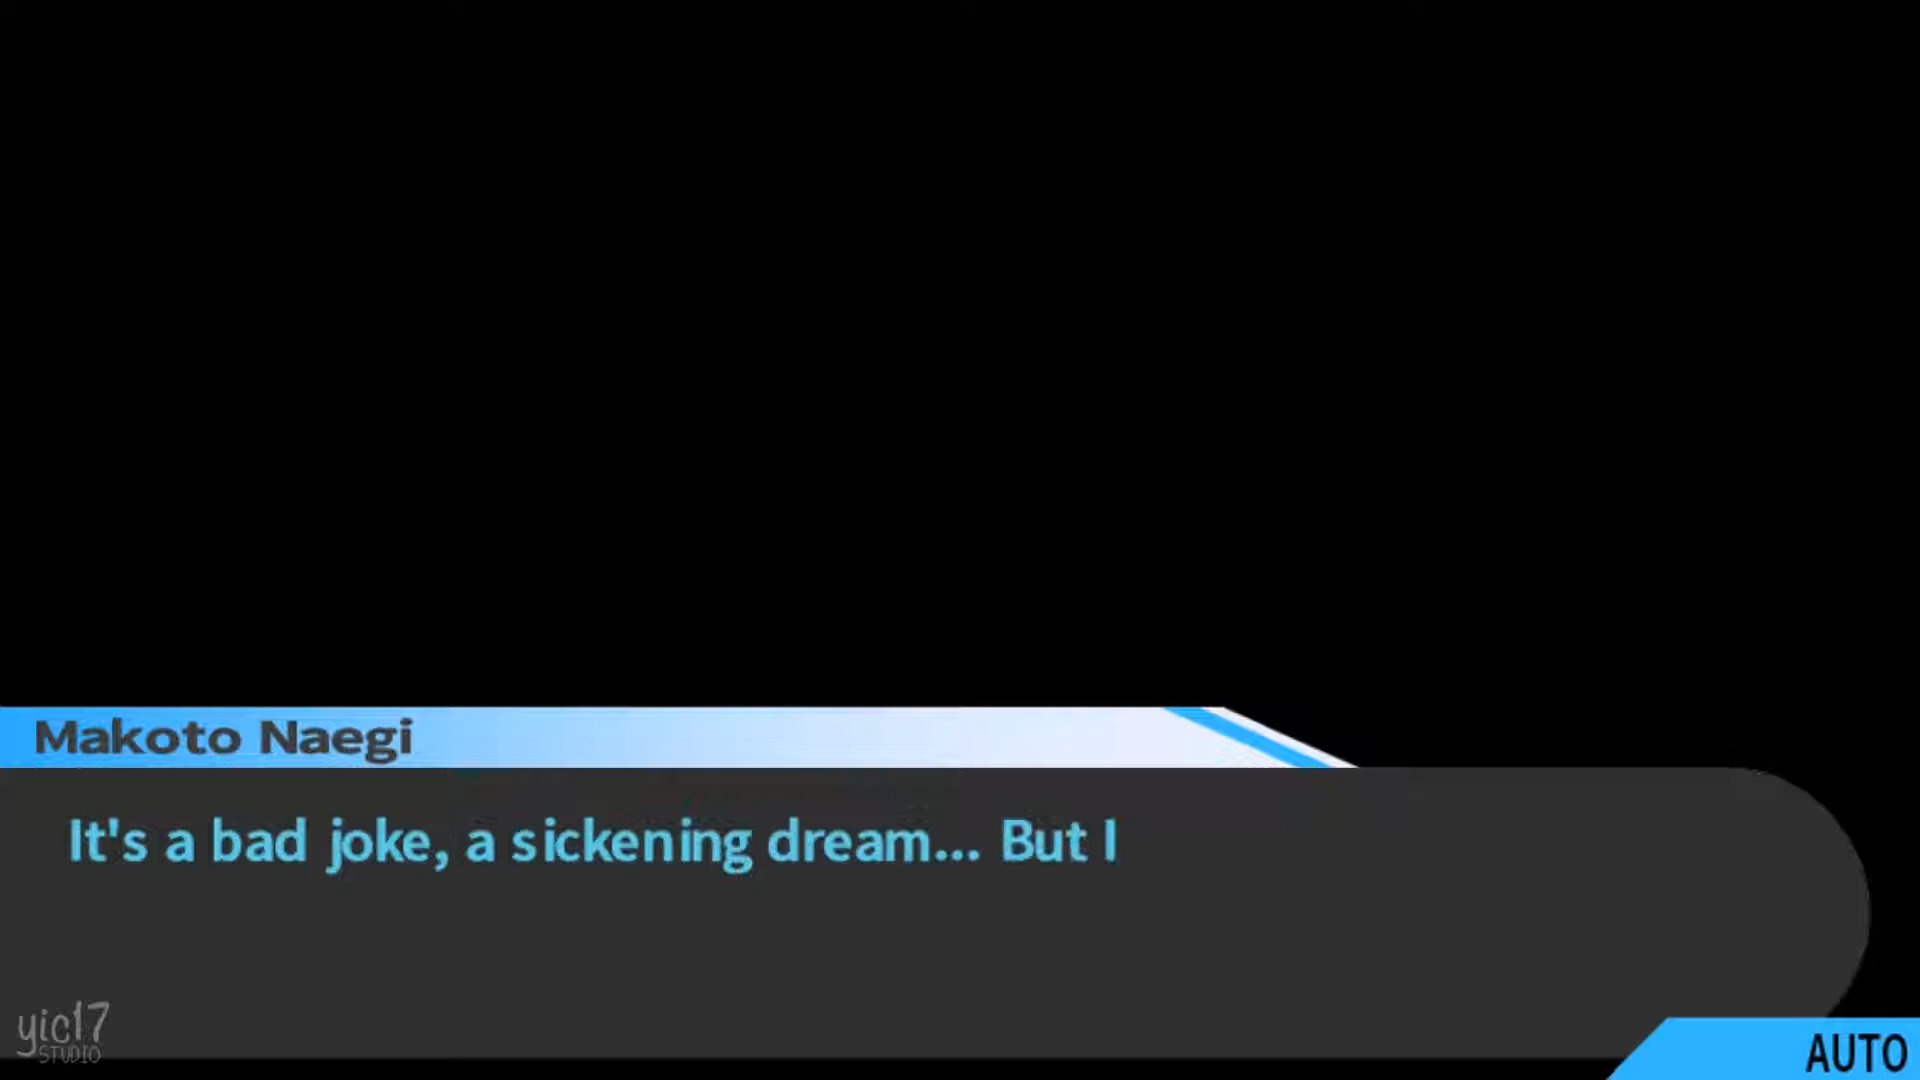 Makoto Naegi
It's a bad joke, a sickening dream... But I
yic17
STUDIO
AUTO